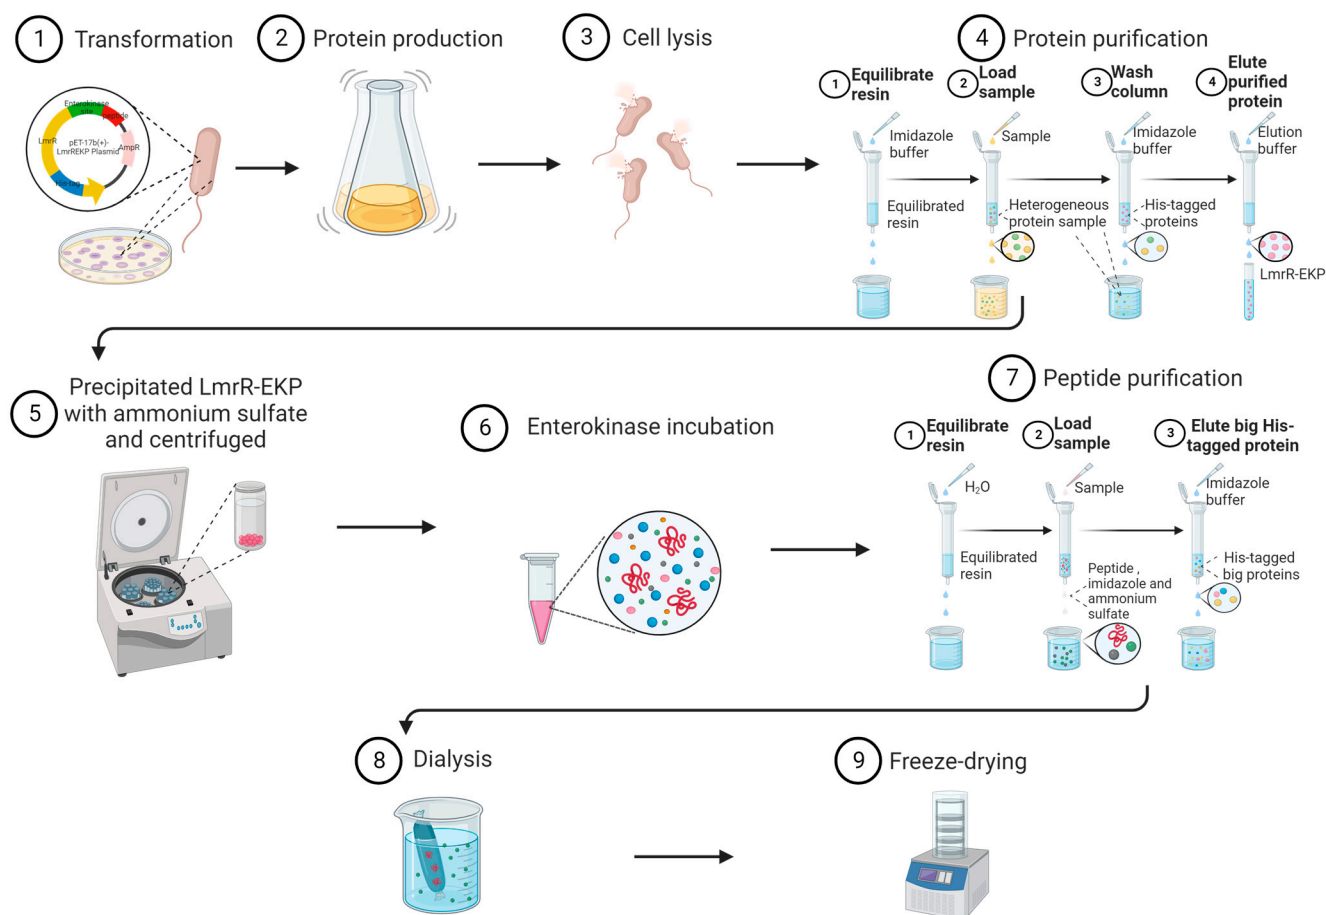 1 Transformation
Enterokinase
site
peptide
LmrR
pET-17b(+)-
LmrREKP Plasmid
AmpR
His-tag
2 Protein production
3 Cell lysis
4 Protein purification
1 Equilibrate
resin
Imidazole
buffer
Equilibrated
resin
2 Load
sample
Sample
Heterogeneous
protein sample
3 Wash
column
Imidazole
buffer
His-tagged
proteins
4 Elute
purified
protein
Elution
buffer
LmrR-EKP
5 Precipitated LmrR-EKP
with ammonium sulfate
and centrifuged
6 Enterokinase incubation
7 Peptide purification
1 Equilibrate
resin
H₂O
Equilibrated
resin
2 Load
sample
Sample
Peptide ,
imidazole and
ammonium
sulfate
3 Elute big His-
tagged protein
Imidazole
buffer
His-tagged
big proteins
8 Dialysis
9 Freeze-drying